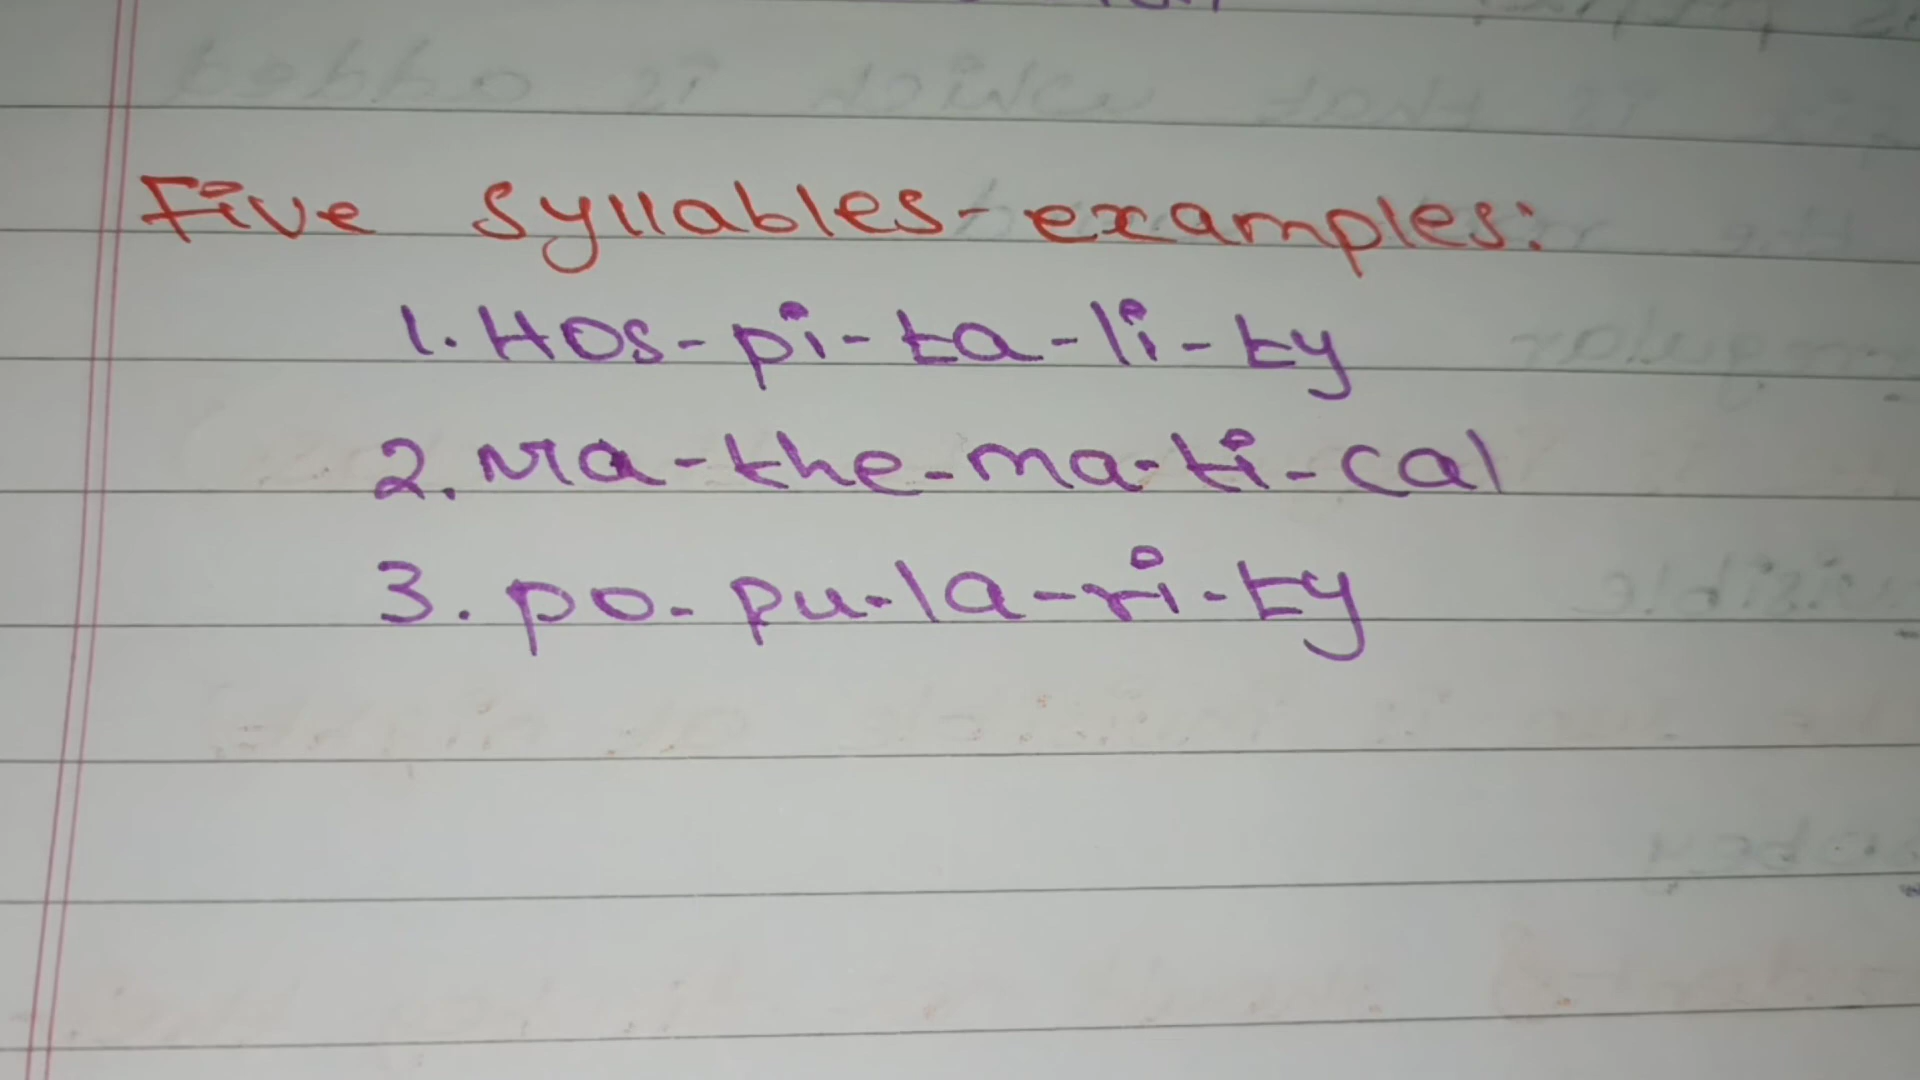 Five syllables-examples:
1. Hos-pi-ta-li-ty
2. Ma-the-ma-ti-cal
3. po-pu-la-ri-ty